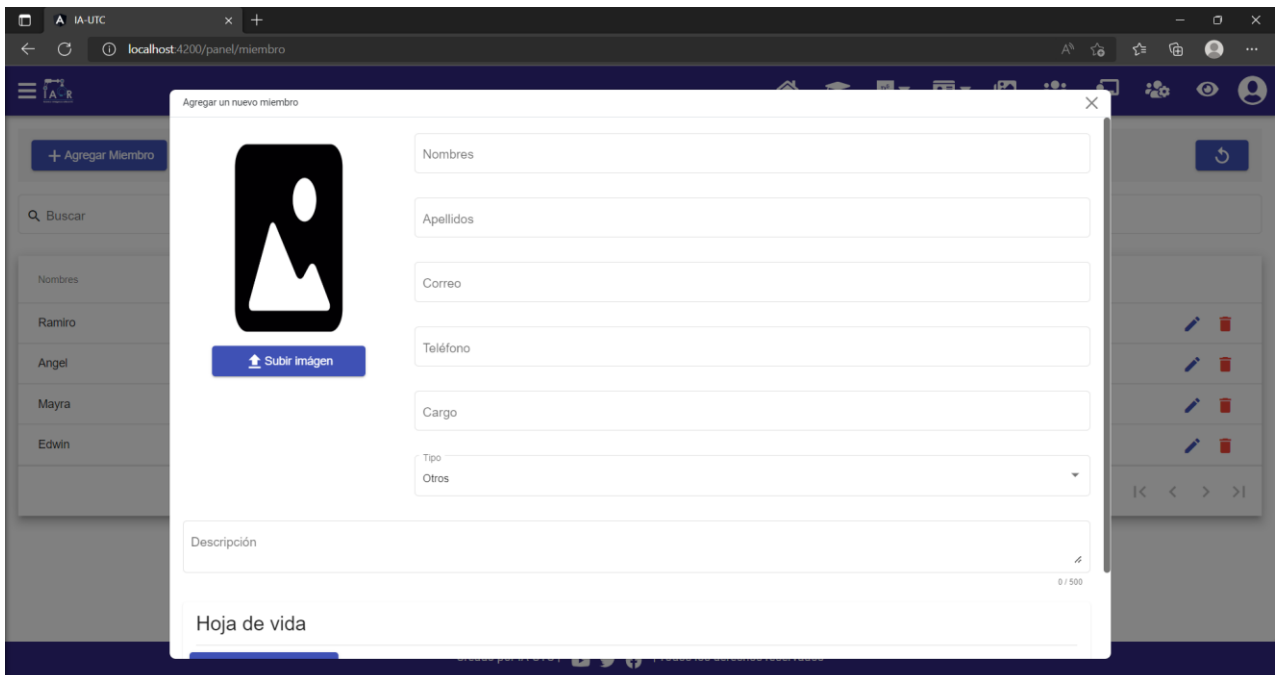 IA-UTC
localhost:4200/panel/miembro
IA R
Agregar un nuevo miembro
Agregar Miembro
Nombres
Buscar
Apellidos
Nombres
Correo
Ramiro
Teléfono
Angel
Subir imágen
Mayra
Cargo
Edwin
Tipo
Otros
Descripción
0 / 500
Hoja de vida